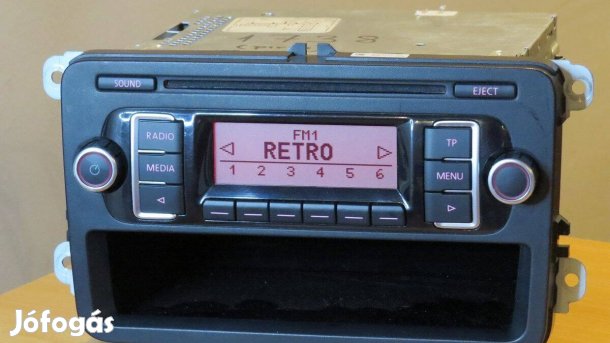 SOUND
EJECT
RADIO
MEDIA
FM1
RETRO
1 2 3 4 5 6
TP
MENU
Jófogás